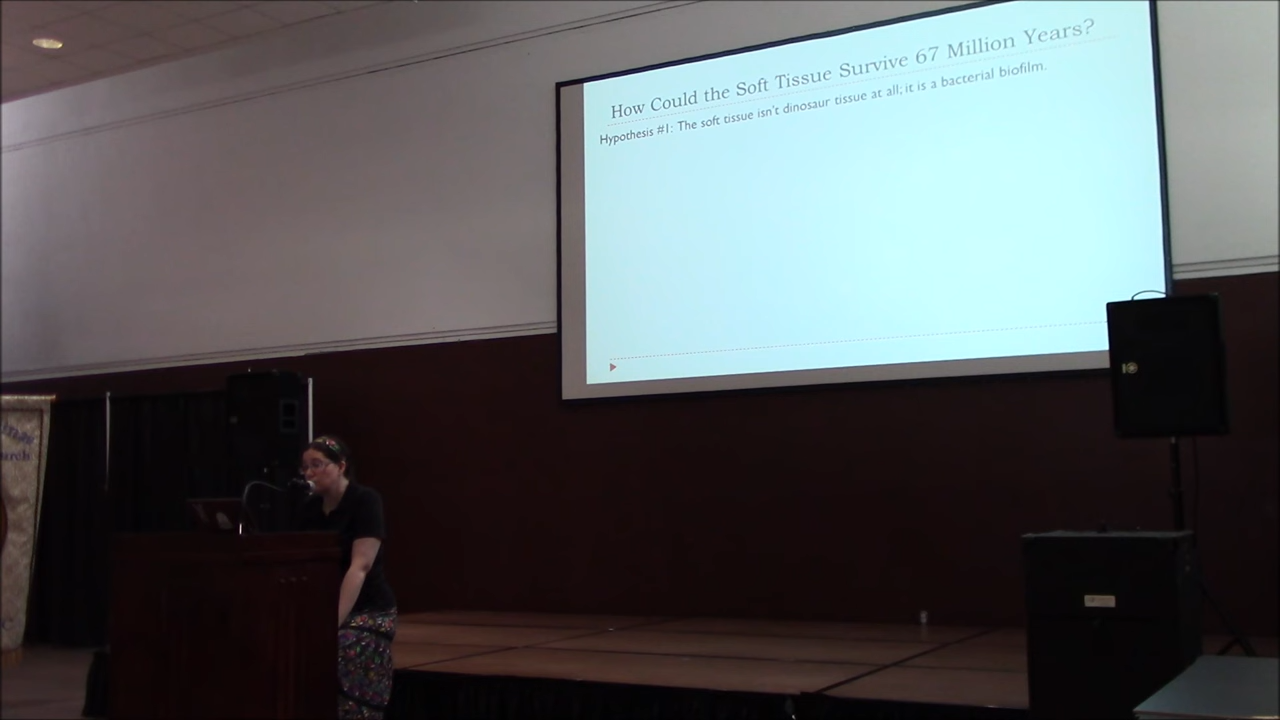 How Could the Soft Tissue Survive 67 Million Years?
Hypothesis #1: The soft tissue isn't dinosaur tissue at all; it is a bacterial biofilm.